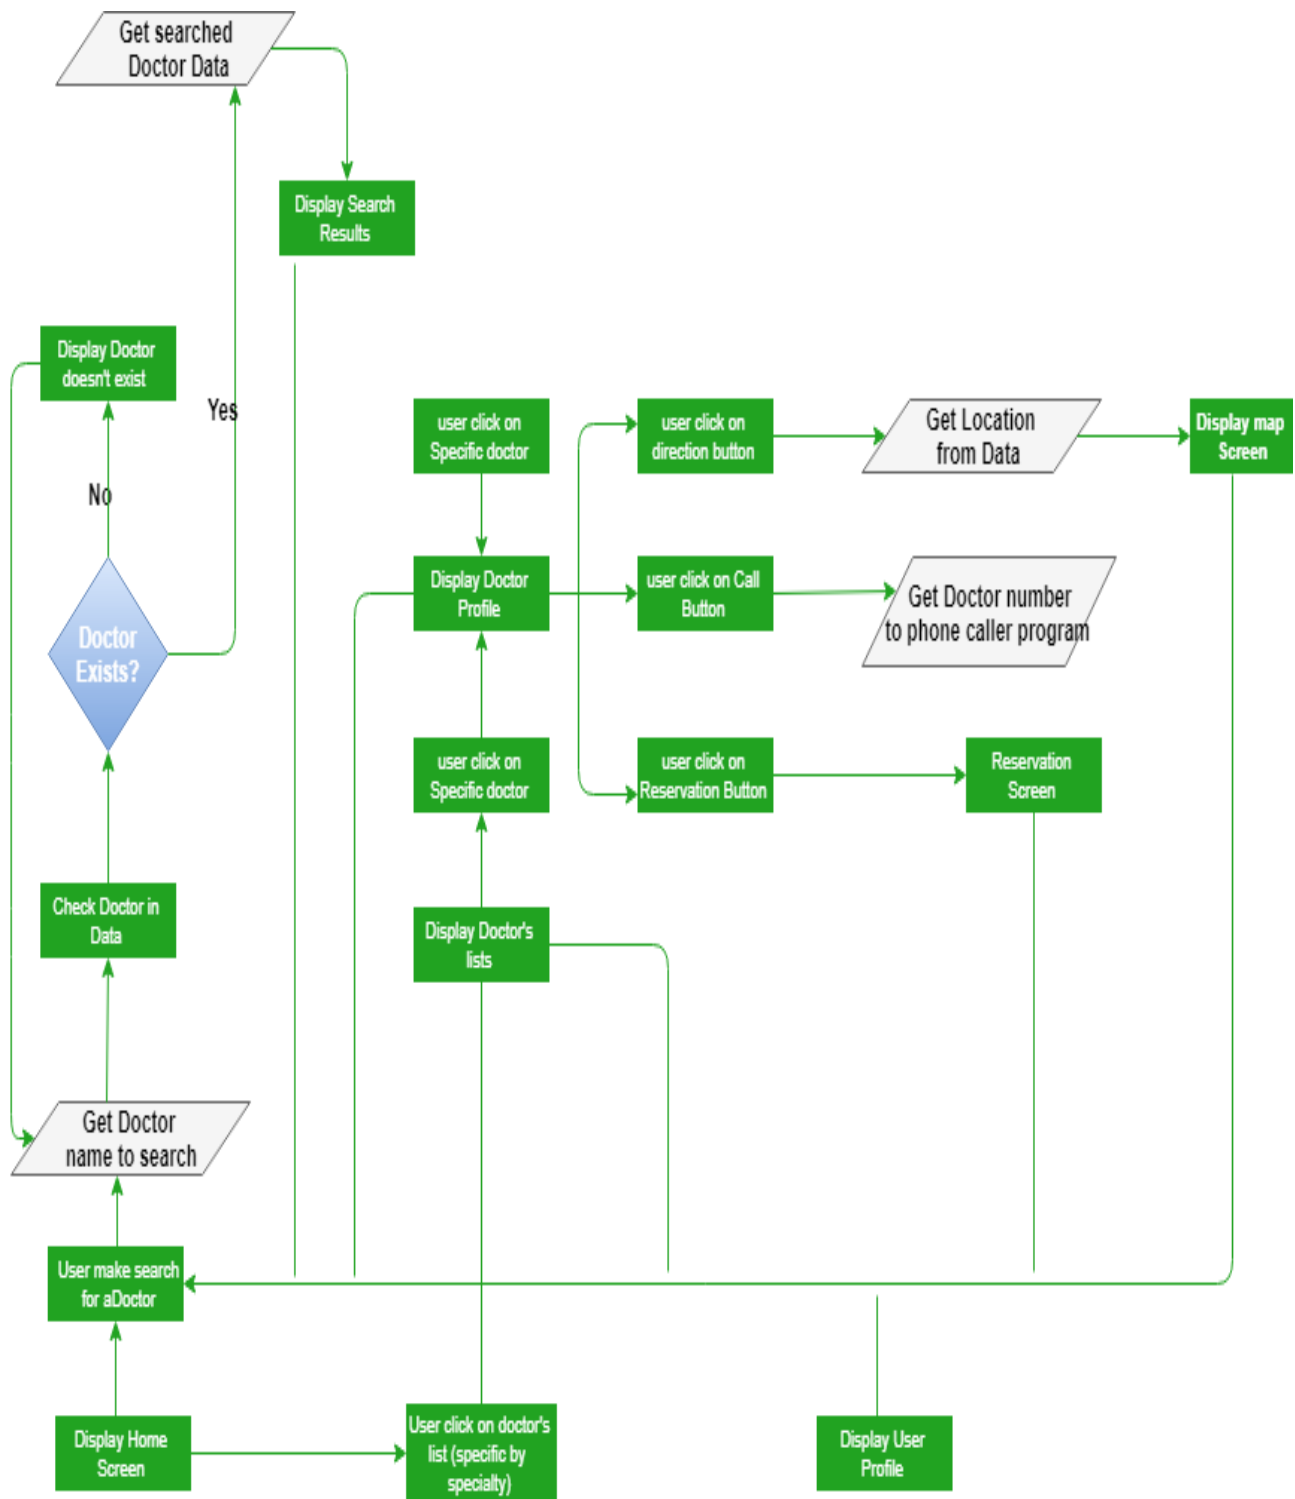 Get searched
Doctor Data
Display Search
Results
Display Doctor
doesn't exist
Yes
No
user click on
Specific doctor
user click on
direction button
Get Location
from Data
Display map
Screen
Display Doctor
Profile
user click on Call
Button
Get Doctor number
to phone caller program
Doctor
Exists?
user click on
Specific doctor
user click on
Reservation Button
Reservation
Screen
Check Doctor in
Data
Display Doctor's
lists
Get Doctor
name to search
User make search
for aDoctor
Display Home
Screen
User click on doctor's
list (specific by
specialty)
Display User
Profile